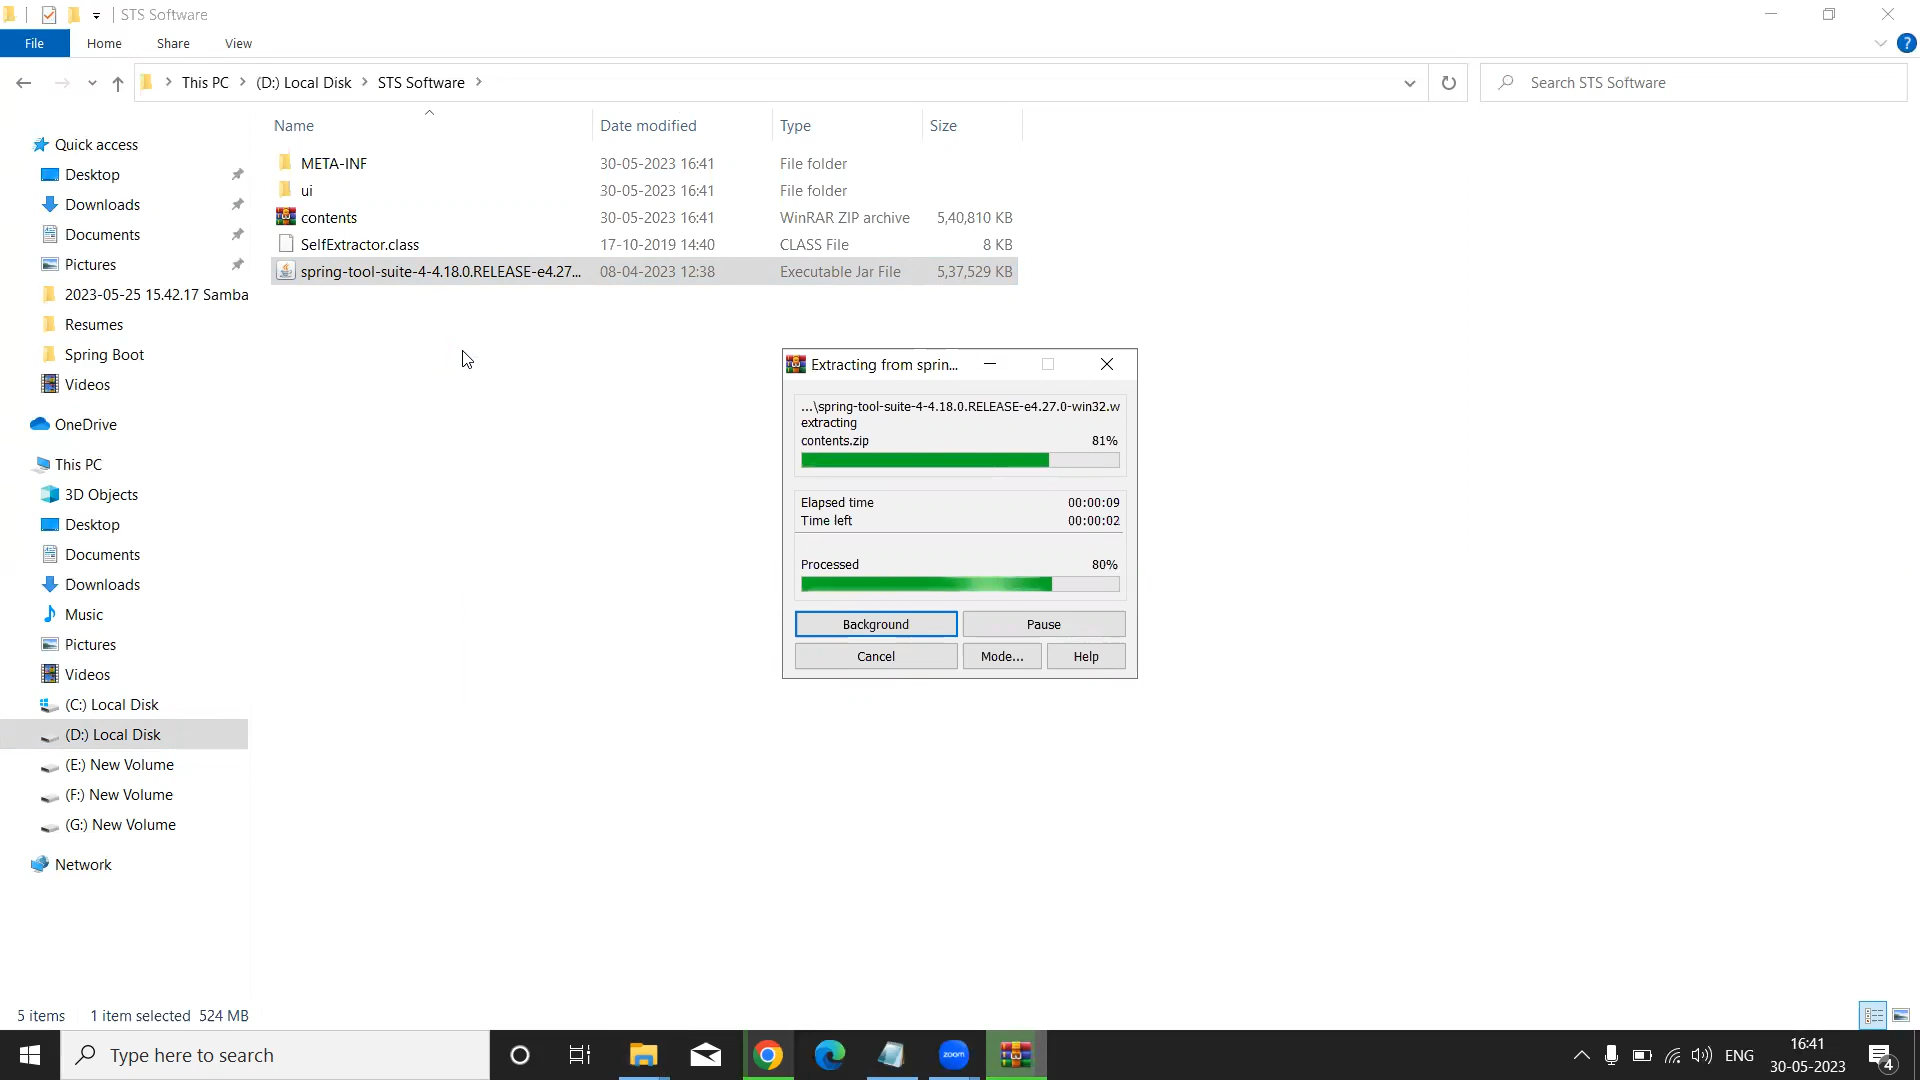 STS Software
File Home Share View
This PC (D:) Local Disk STS Software
Search STS Software
Name Date modified Type Size
META-INF 30-05-2023 16:41 File folder
ui 30-05-2023 16:41 File folder
contents 30-05-2023 16:41 WinRAR ZIP archive 5,40,810 KB
SelfExtractor.class 17-10-2019 14:40 CLASS File 8 KB
spring-tool-suite-4-4.18.0.RELEASE-e4.27... 08-04-2023 12:38 Executable Jar File 5,37,529 KB
Quick access
Desktop
Downloads
Documents
Pictures
2023-05-25 15.42.17 Samba
Resumes
Spring Boot
Videos
OneDrive
This PC
3D Objects
Desktop
Documents
Downloads
Music
Pictures
Videos
(C:) Local Disk
(D:) Local Disk
(E:) New Volume
(F:) New Volume
(G:) New Volume
Network
Extracting from sprin...
...\spring-tool-suite-4-4.18.0.RELEASE-e4.27.0-win32.w
extracting
contents.zip 81%
Elapsed time 00:00:09
Time left 00:00:02
Processed 80%
Background Pause
Cancel Mode... Help
5 items 1 item selected 524 MB
Type here to search
zoom
ENG
16:41
30-05-2023
4